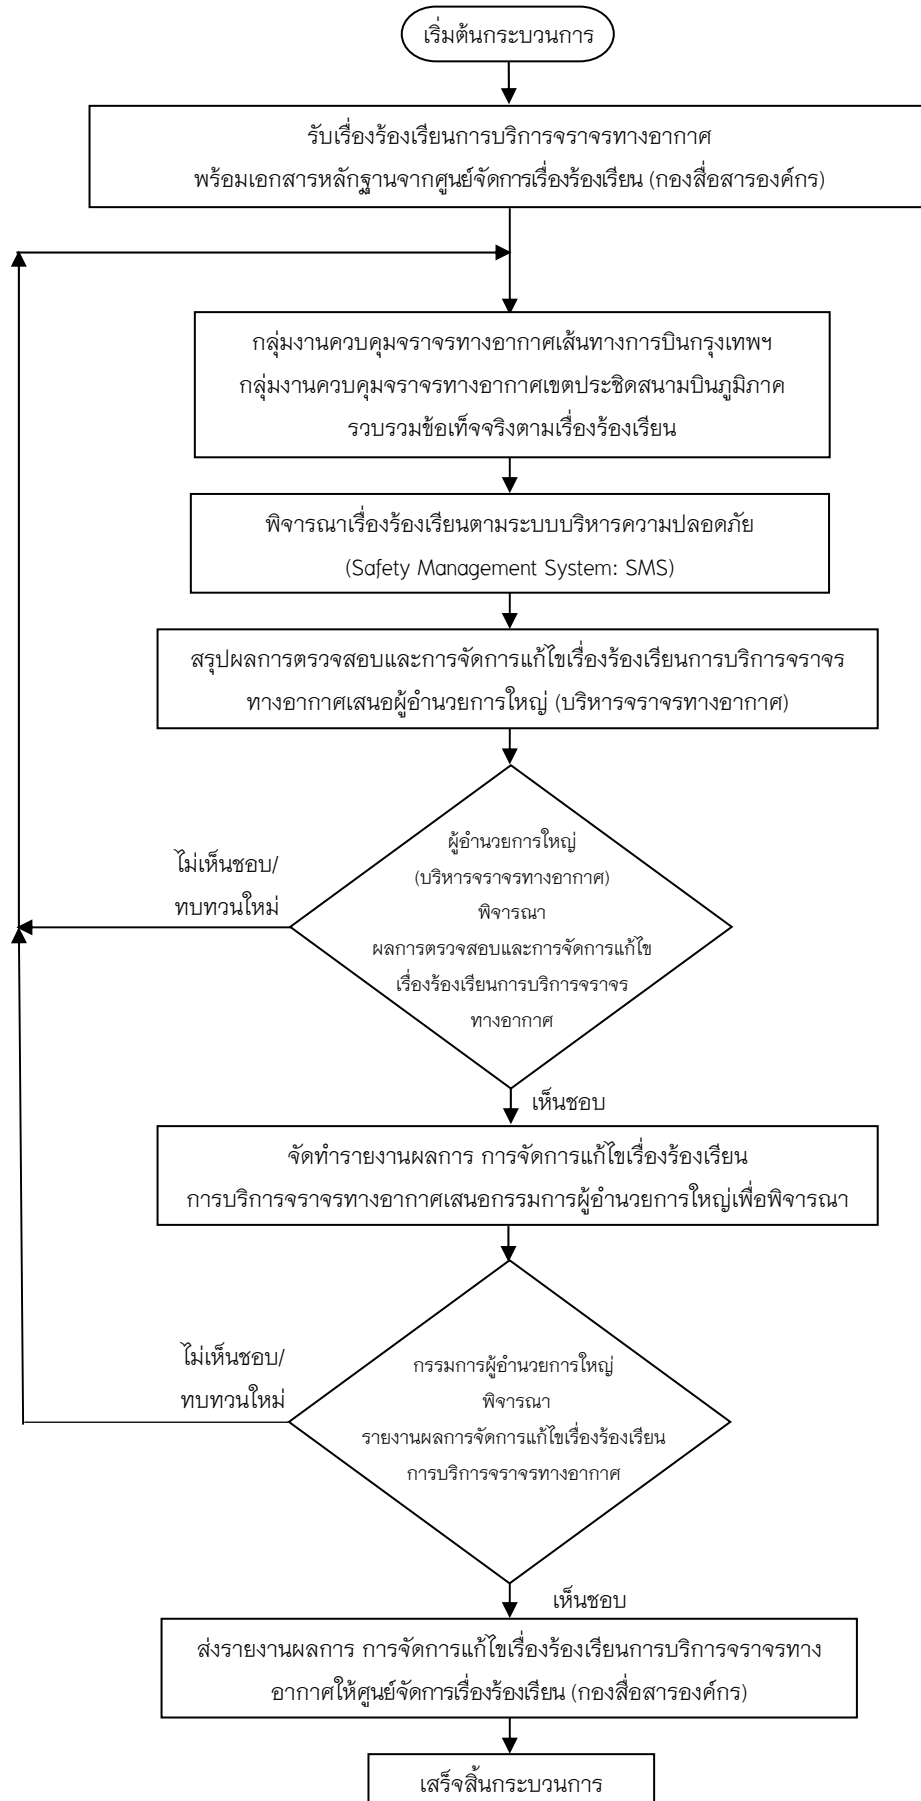 เริ่มต้นกระบวนการ
รับเรื่องร้องเรียนการบริการจราจรทางอากาศ
พร้อมเอกสารหลักฐานจากศูนย์จัดการเรื่องร้องเรียน (กองสื่อสารองค์กร)
กลุ่มงานควบคุมจราจรทางอากาศเส้นทางการบินกรุงเทพฯ
กลุ่มงานควบคุมจราจรทางอากาศเขตประชิดสนามบินภูมิภาค
รวบรวมข้อเท็จจริงตามเรื่องร้องเรียน
พิจารณาเรื่องร้องเรียนตามระบบบริหารความปลอดภัย
(Safety Management System: SMS)
สรุปผลการตรวจสอบและการจัดการแก้ไขเรื่องร้องเรียนการบริการจราจร
ทางอากาศเสนอผู้อำนวยการใหญ่ (บริหารจราจรทางอากาศ)
ไม่เห็นชอบ/
ทบทวนใหม่
ผู้อำนวยการใหญ่
(บริหารจราจรทางอากาศ)
พิจารณา
ผลการตรวจสอบและการจัดการแก้ไข
เรื่องร้องเรียนการบริการจราจร
ทางอากาศ
เห็นชอบ
จัดทำรายงานผลการ การจัดการแก้ไขเรื่องร้องเรียน
การบริการจราจรทางอากาศเสนอกรรมการผู้อำนวยการใหญ่เพื่อพิจารณา
ไม่เห็นชอบ/
ทบทวนใหม่
กรรมการผู้อำนวยการใหญ่
พิจารณา
รายงานผลการจัดการแก้ไขเรื่องร้องเรียน
การบริการจราจรทางอากาศ
เห็นชอบ
ส่งรายงานผลการ การจัดการแก้ไขเรื่องร้องเรียนการบริการจราจรทาง
อากาศให้ศูนย์จัดการเรื่องร้องเรียน (กองสื่อสารองค์กร)
เสร็จสิ้นกระบวนการ